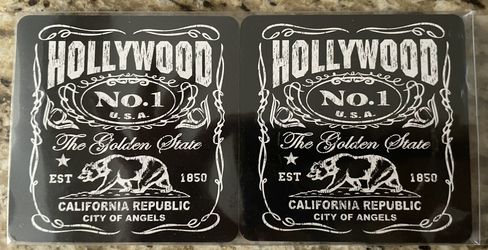 HOLLYWOOD
No.1
U.S.A.
The Golden State
EST 1850
CALIFORNIA REPUBLIC
CITY OF ANGELS
HOLLYWOOD
No.1
U.S.A.
The Golden State
EST 1850
CALIFORNIA REPUBLIC
CITY OF ANGELS